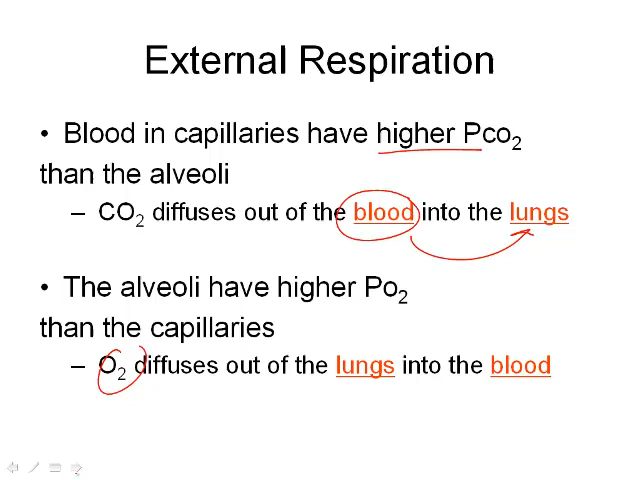 External Respiration
• Blood in capillaries have higher Pco₂
than the alveoli
– CO₂ diffuses out of the blood into the lungs
• The alveoli have higher Po₂
than the capillaries
– O₂ diffuses out of the lungs into the blood